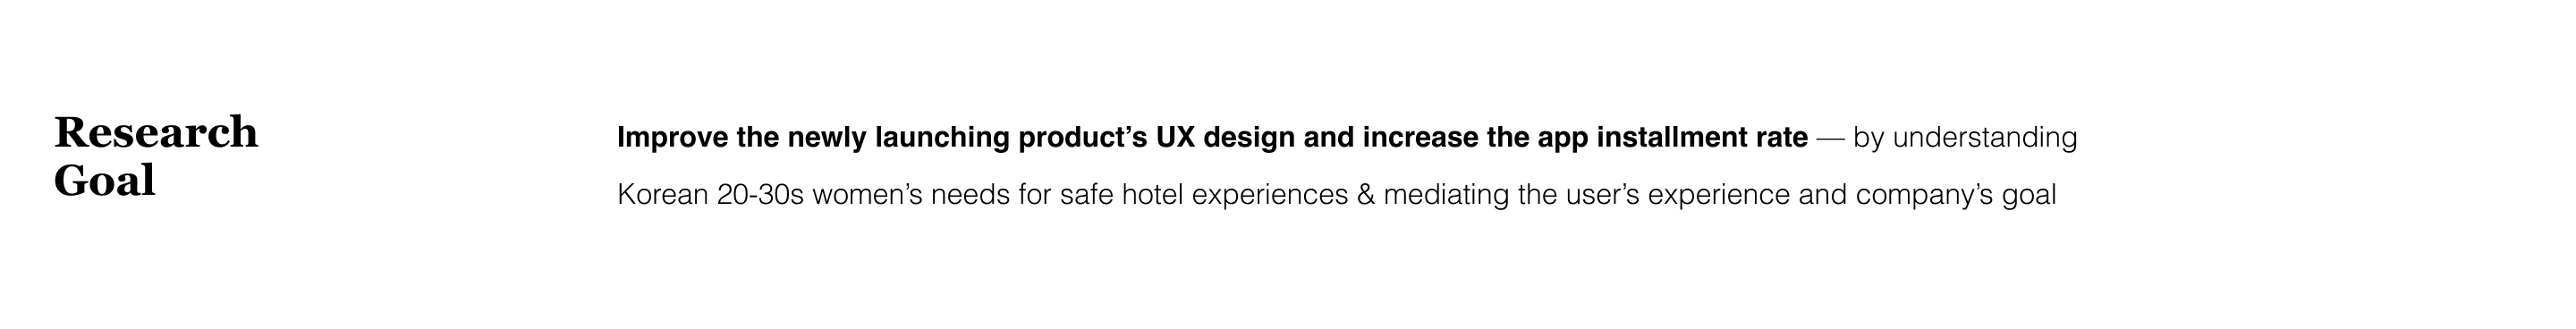 Research
Goal
Improve the newly launching product’s UX design and increase the app installment rate — by understanding
Korean 20-30s women’s needs for safe hotel experiences & mediating the user’s experience and company’s goal